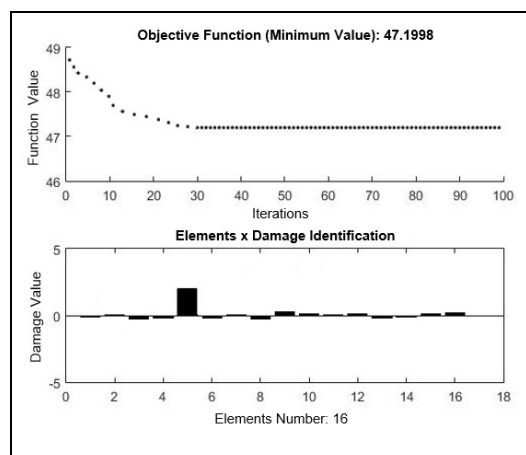 Objective Function (Minimum Value): 47.1998
49
48
47
46
Function Value
0 10 20 30 40 50 60 70 80 90 100
Iterations
Elements x Damage Identification
5
0
-5
Damage Value
0 2 4 6 8 10 12 14 16 18
Elements Number: 16